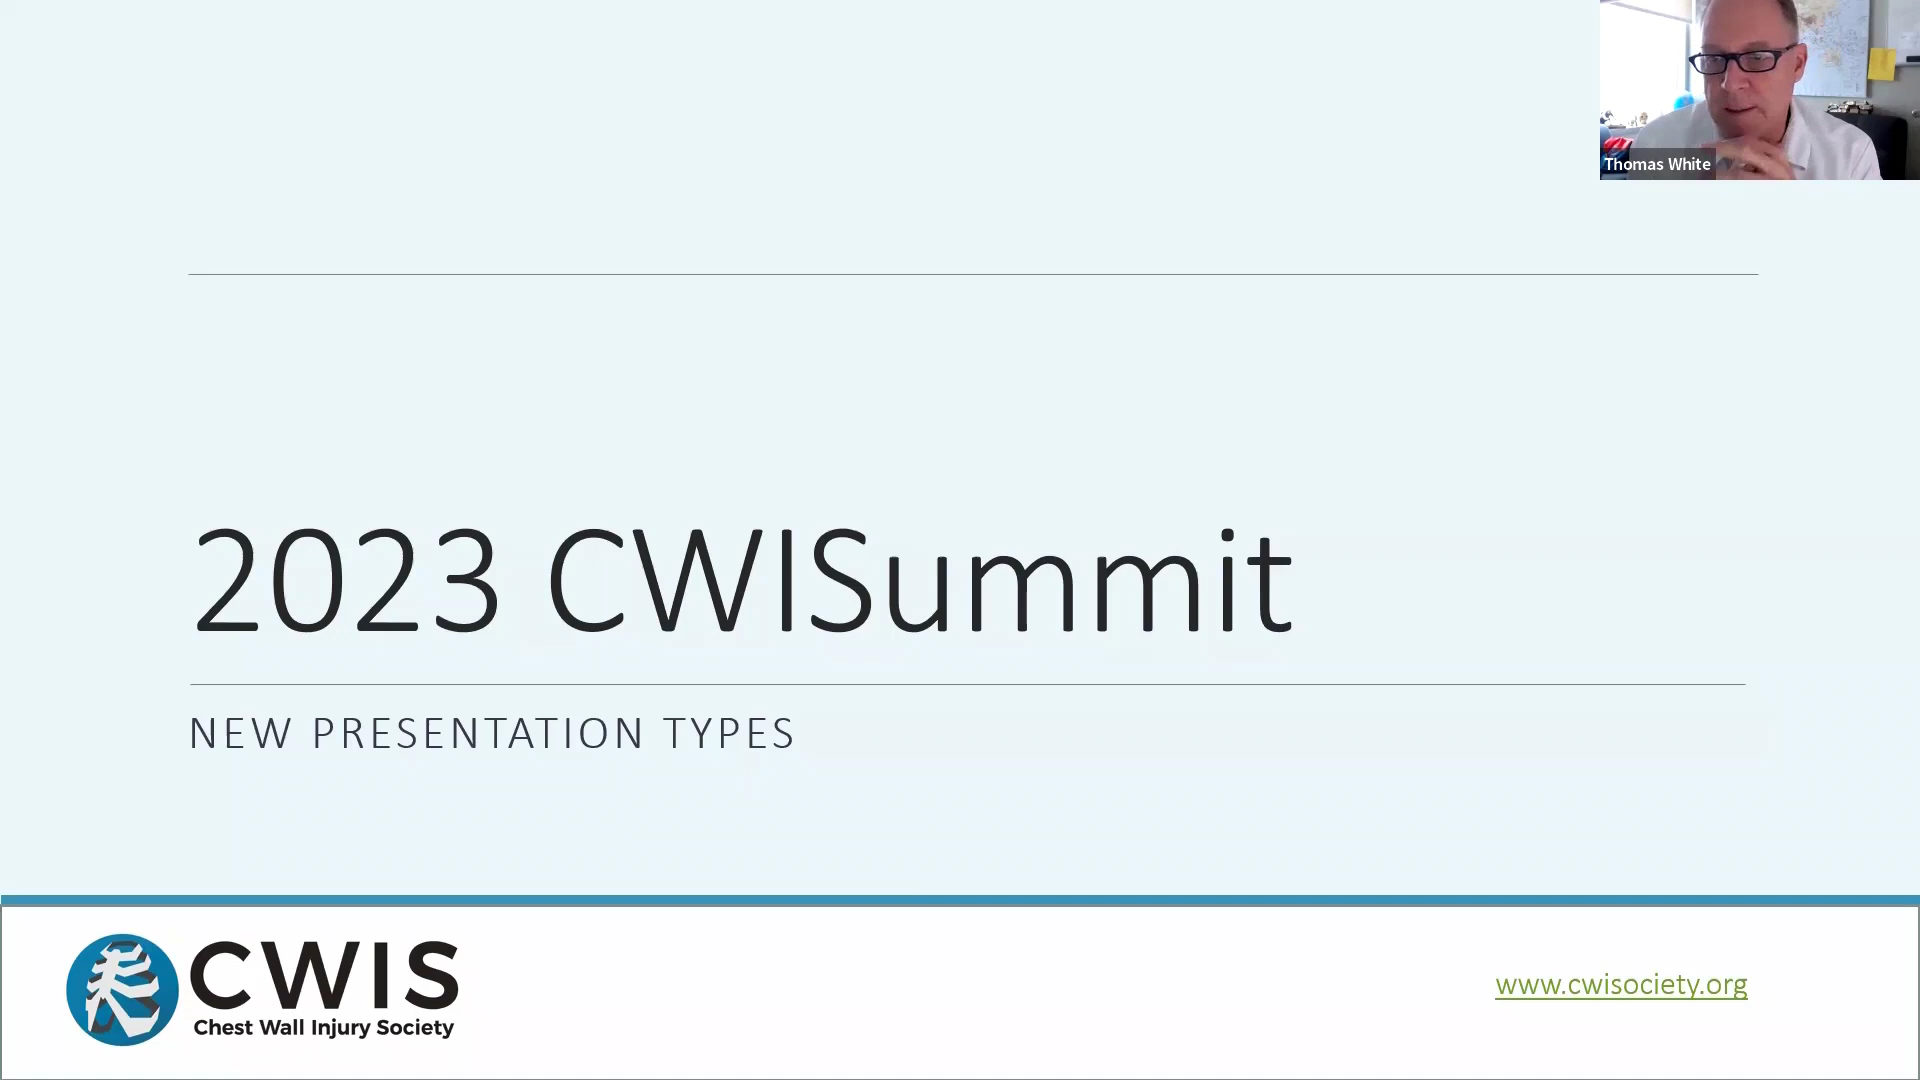 Thomas White
2023 CWISummit
NEW PRESENTATION TYPES
CWIS
Chest Wall Injury Society
www.cwisociety.org